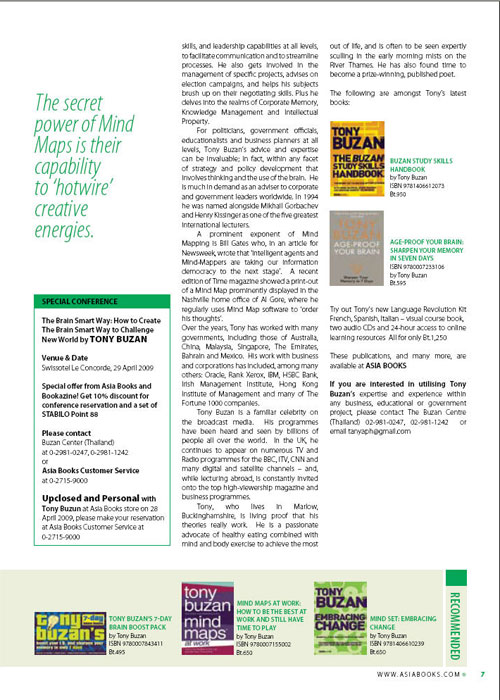 The secret
power of Mind
Maps is their
capability
to ‘hotwire’
creative
energies.
SPECIAL CONFERENCE
The Brain Smart Way: How to Create
The Brain Smart Way to Challenge
New World by TONY BUZAN
Venue & Date
Swissotel Le Concorde, 29 April 2009
Special offer from Asia Books and
Bookazine! Get 10% discount for
conference reservation and a set of
STABILO Point 88
Please contact
Buzan Center (Thailand)
at 0-2981-0247, 0-2981-1242
or
Asia Books Customer Service
at 0-2715-9000
Upclosed and Personal with
Tony Buzan at Asia Books store on 28
April 2009, please make your reservation
at Asia Books Customer Service at
0-2715-9000
skills, and leadership capabilities at all levels,
to facilitate communication and to streamline
processes. He also gets involved in the
management of specific projects, advises on
election campaigns, and helps his subjects
brush up on their negotiating skills. Plus he
delves into the realms of Corporate Memory,
Knowledge Management and Intellectual
Property.
For politicians, government officials,
educationalists and business planners at all
levels, Tony Buzan’s advice and expertise
can be invaluable; in fact, within any facet
of strategy and policy development that
involves thinking and the use of the brain. He
is much in demand as an adviser to corporate
and government leaders worldwide. In 1994
he was named alongside Mikhail Gorbachev
and Henry Kissinger as one of the five greatest
international lecturers.
A prominent exponent of Mind
Mapping is Bill Gates who, in an article for
Newsweek, wrote that ‘Intelligent agents and
Mind-Mappers are taking our information
democracy to the next stage’. A recent
edition of Time magazine showed a print-out
of a Mind Map prominently displayed in the
Nashville home office of Al Gore, where he
regularly uses Mind Map software to ‘order
his thoughts’.
Over the years, Tony has worked with many
governments, including those of Australia,
China, Malaysia, Singapore, The Emirates,
Bahrain and Mexico. His work with business
and corporations has included, among many
others: Oracle, Rank Xerox, IBM, HSBC Bank,
Irish Management Institute, Hong Kong
Institute of Management and many of The
Fortune 1000 companies.
Tony Buzan is a familiar celebrity on
the broadcast media. His programmes
have been heard and seen by billions of
people all over the world. In the UK, he
continues to appear on numerous TV and
Radio programmes for the BBC, ITV, CNN and
many digital and satellite channels – and,
while lecturing abroad, is constantly invited
onto the top high-viewership magazine and
business programmes.
Tony, who lives in Marlow,
Buckinghamshire, is living proof that his
theories really work. He is a passionate
advocate of healthy eating combined with
mind and body exercise to achieve the most
out of life, and is often to be seen expertly
sculling in the early morning mists on the
River Thames. He has also found time to
become a prize-winning, published poet.
The following are amongst Tony’s latest
books:
TONY
BUZAN
THE BUZAN
STUDY SKILLS
HANDBOOK
BUZAN STUDY SKILLS
HANDBOOK
by Tony Buzan
ISBN 9781406612073
Bt.950
AGE-PROOF YOUR
BRAIN
AGE-PROOF YOUR BRAIN:
SHARPEN YOUR MEMORY
IN SEVEN DAYS
by Tony Buzan
ISBN 9780007233106
Bt.595
Try out Tony’s new Language Revolution Kit
French, Spanish, Italian – visual course book,
two audio CDs and 24-hour access to online
learning resources All for only Bt.1,250
These publications, and many more, are
available at ASIA BOOKS
If you are interested in utilising Tony
Buzan’s expertise and experience within
any business, educational or government
project, please contact The Buzan Centre
(Thailand) 02-981-0247, 02-981-1242 or
email tanyaph@gmail.com
tony
buzan's
7-day
TONY BUZAN’S 7-DAY
BRAIN BOOST PACK
by Tony Buzan
ISBN 9780007843411
Bt.495
tony
buzan
mind
maps
at work
MIND MAPS AT WORK:
HOW TO BE THE BEST AT
WORK AND STILL HAVE
TIME TO PLAY
by Tony Buzan
ISBN 9780007155002
Bt.650
TONY
BUZAN
EMBRACING
CHANGE
MIND SET: EMBRACING
CHANGE
by Tony Buzan
ISBN 9781406610239
Bt.650
RECOMMENDED
WWW.ASIABOOKS.COM
7